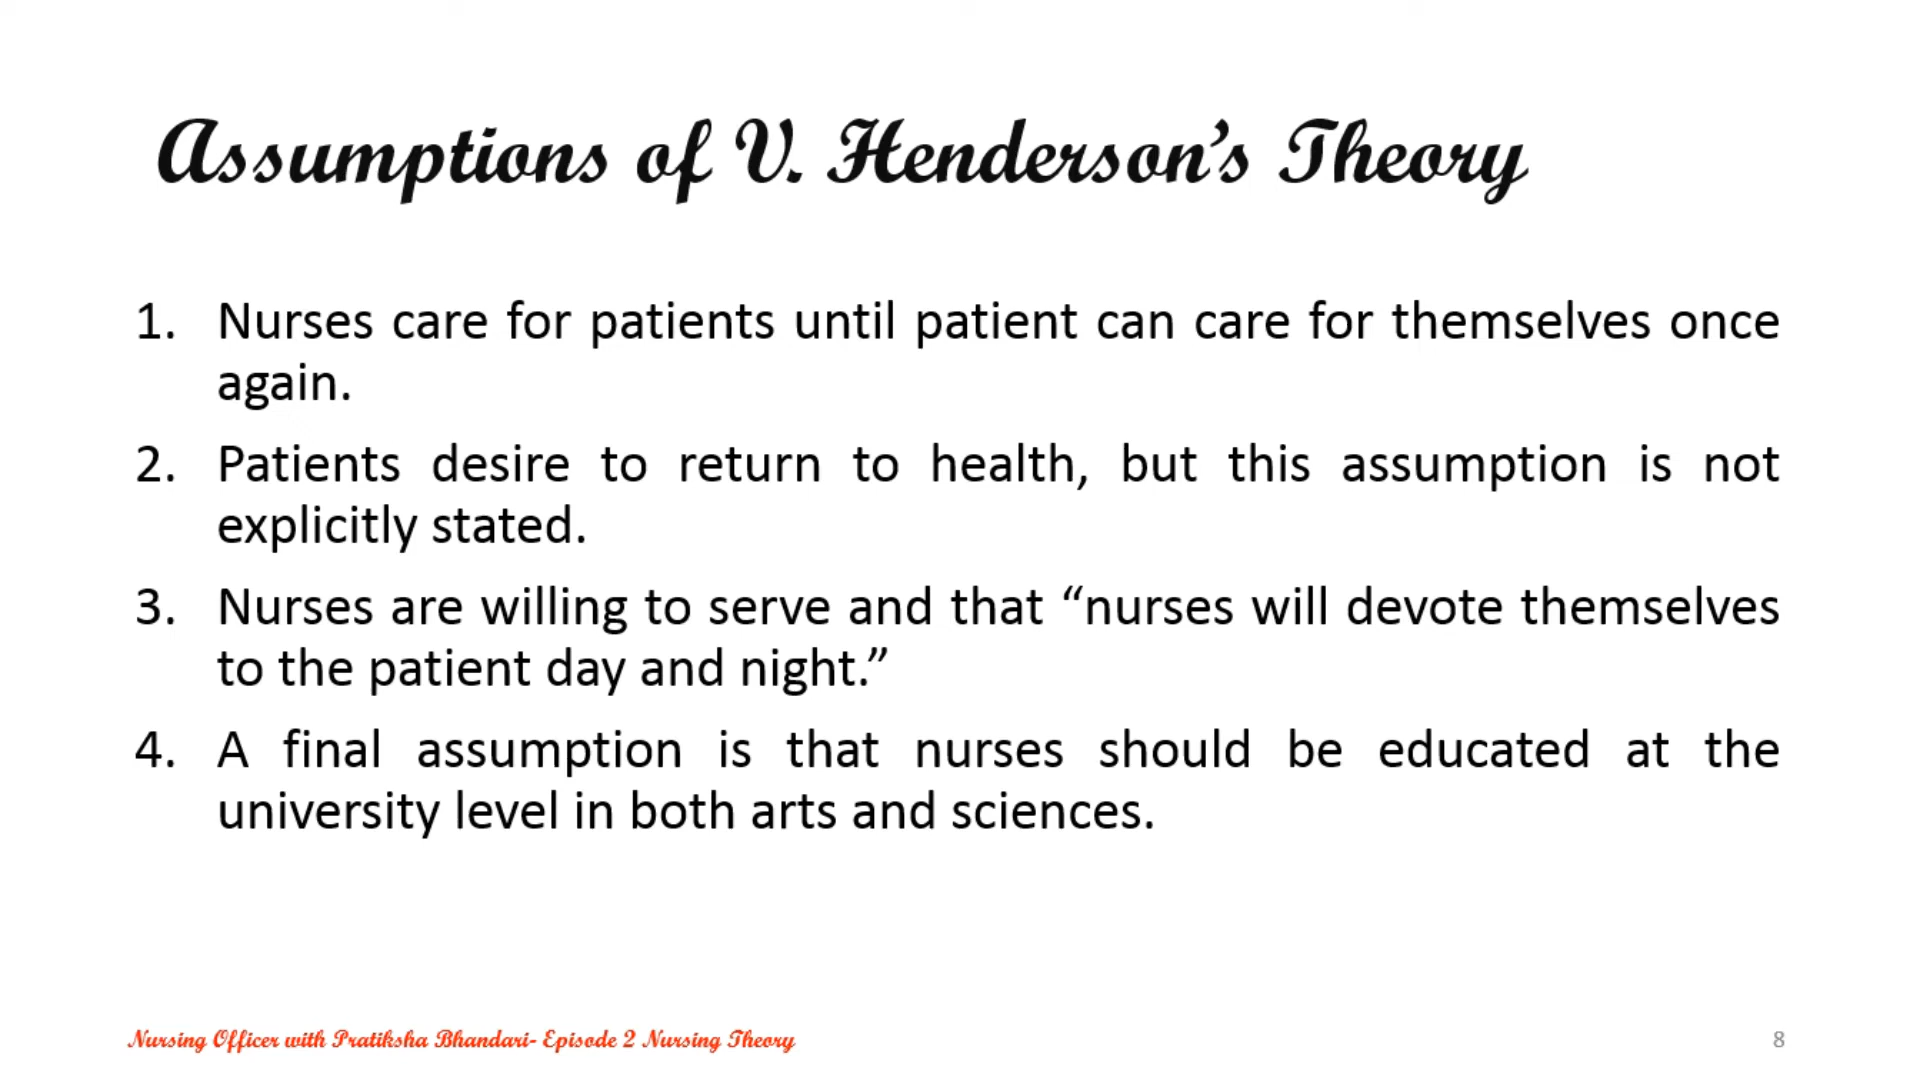 Assumptions of V. Henderson’s Theory
1. Nurses care for patients until patient can care for themselves once
again.
2. Patients desire to return to health, but this assumption is not
explicitly stated.
3. Nurses are willing to serve and that “nurses will devote themselves
to the patient day and night.”
4. A final assumption is that nurses should be educated at the
university level in both arts and sciences.
Nursing Officer with Pratiksha Bhandari- Episode 2 Nursing Theory
8